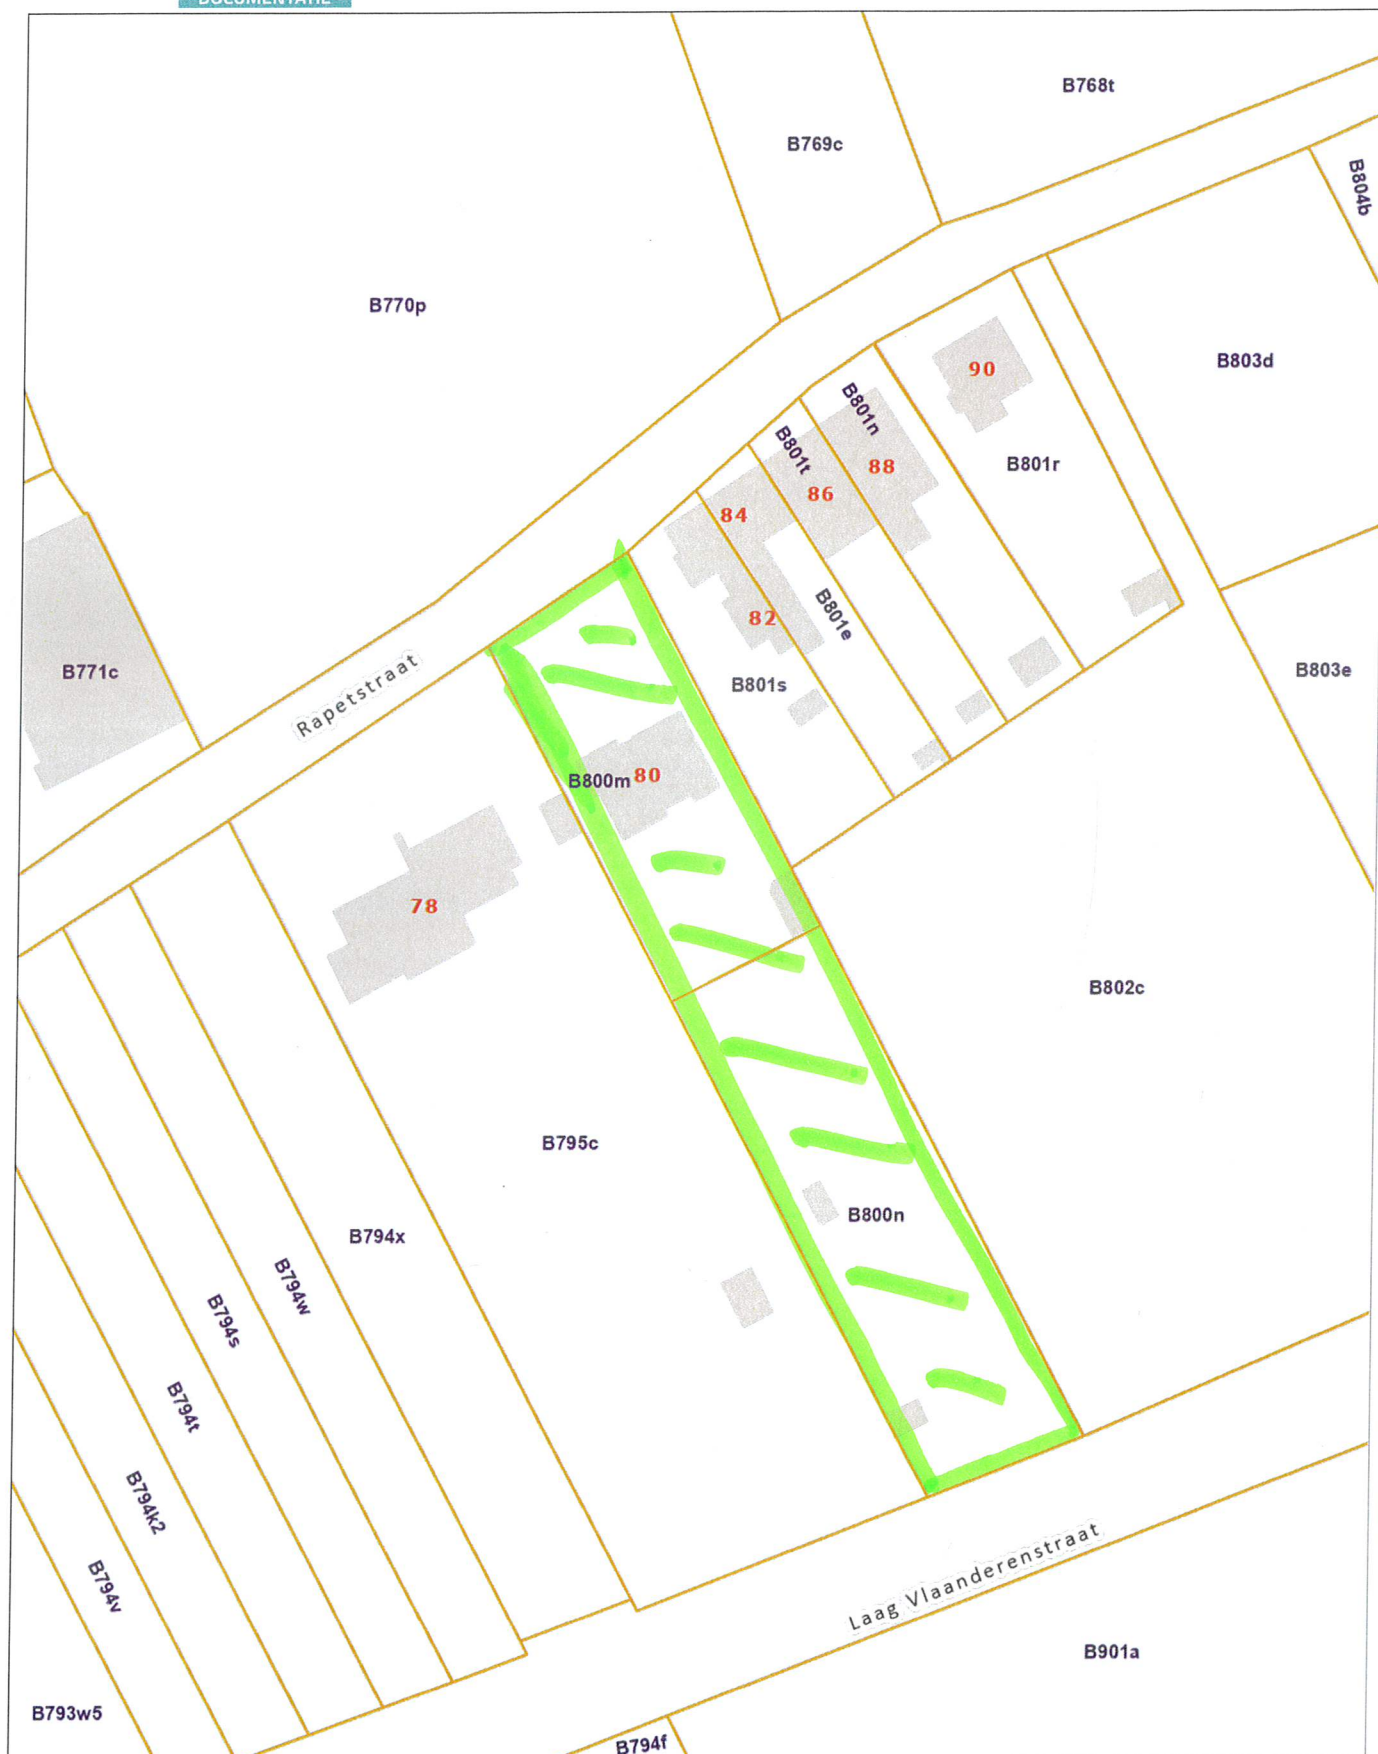 DOCUMENTATIE
B768t
B769c
B804b
B770p
B803d
90
B801n
B801t
B801r
88
86
84
B801e
82
B771c
B803e
Rapetstraat
B801s
B800m
80
78
B802c
B795c
B800n
B794x
B794w
B794s
B794t
B794k2
B794v
Laag Vlaanderenstraat
B901a
B793w5
B794f